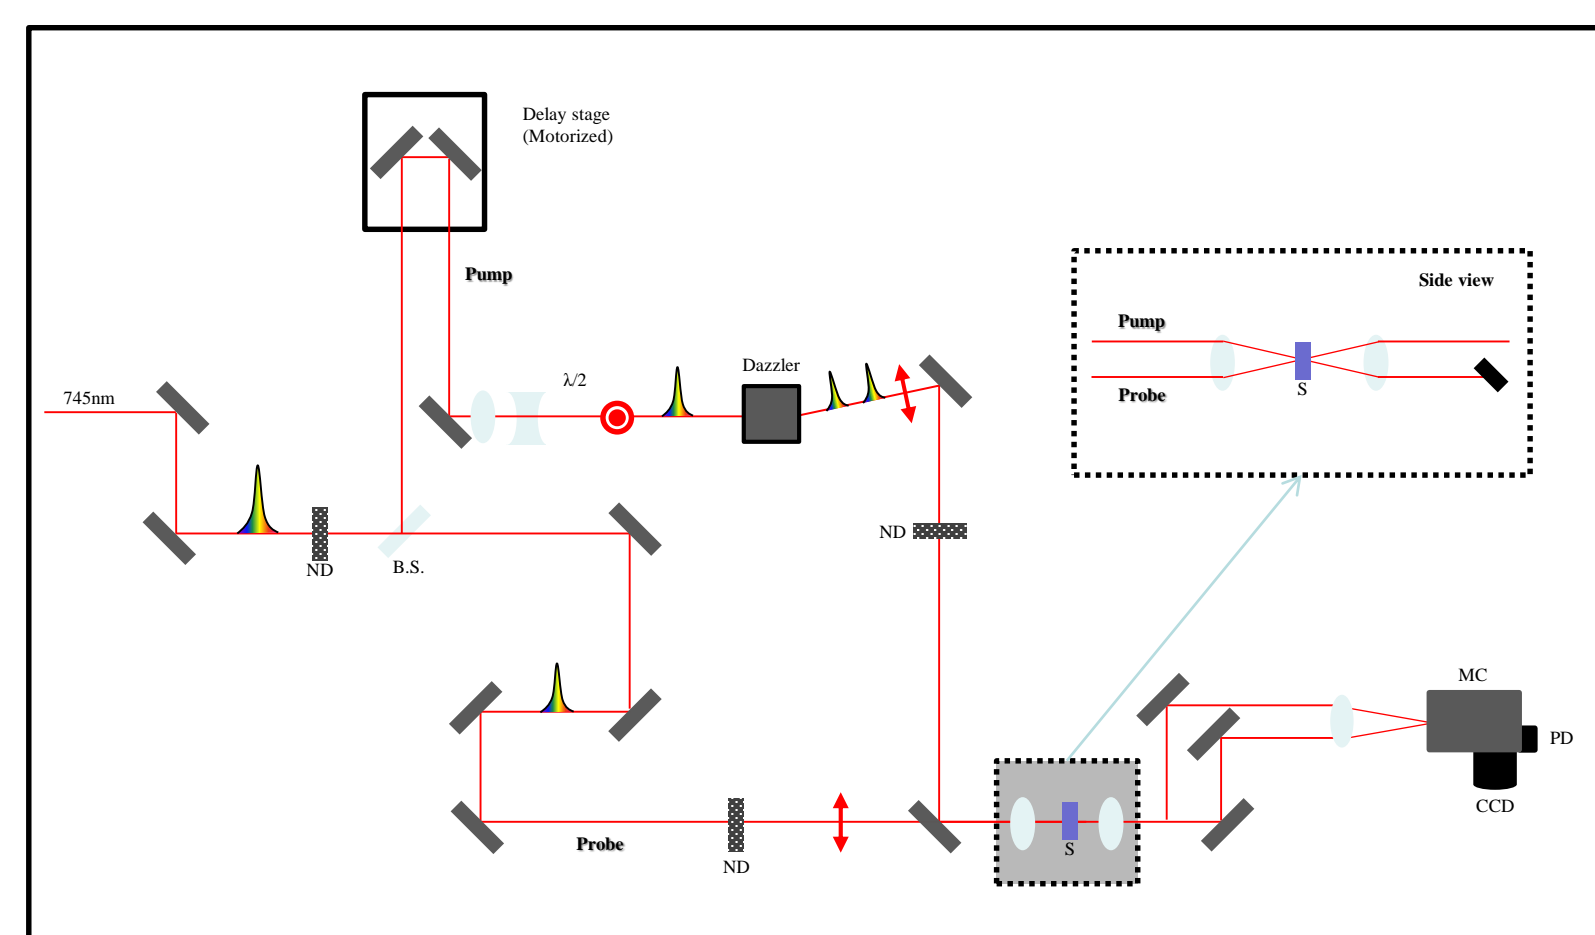 Delay stage
(Motorized)
Pump
Side view
Pump
Probe
S
Dazzler
λ/2
745nm
ND
ND
B.S.
MC
PD
CCD
S
Probe
ND